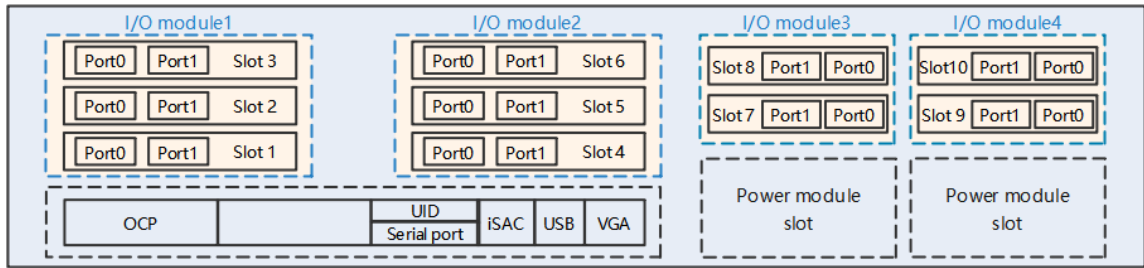 I/O module1
I/O module2
I/O module3
I/O module4
Port0 Port1 Slot 3
Port0 Port1 Slot 2
Port0 Port1 Slot 1
Port0 Port1 Slot 6
Port0 Port1 Slot 5
Port0 Port1 Slot 4
Slot 8 Port1 Port0
Slot 7 Port1 Port0
Slot10 Port1 Port0
Slot 9 Port1 Port0
OCP
UID
Serial port
iSAC
USB
VGA
Power module
slot
Power module
slot